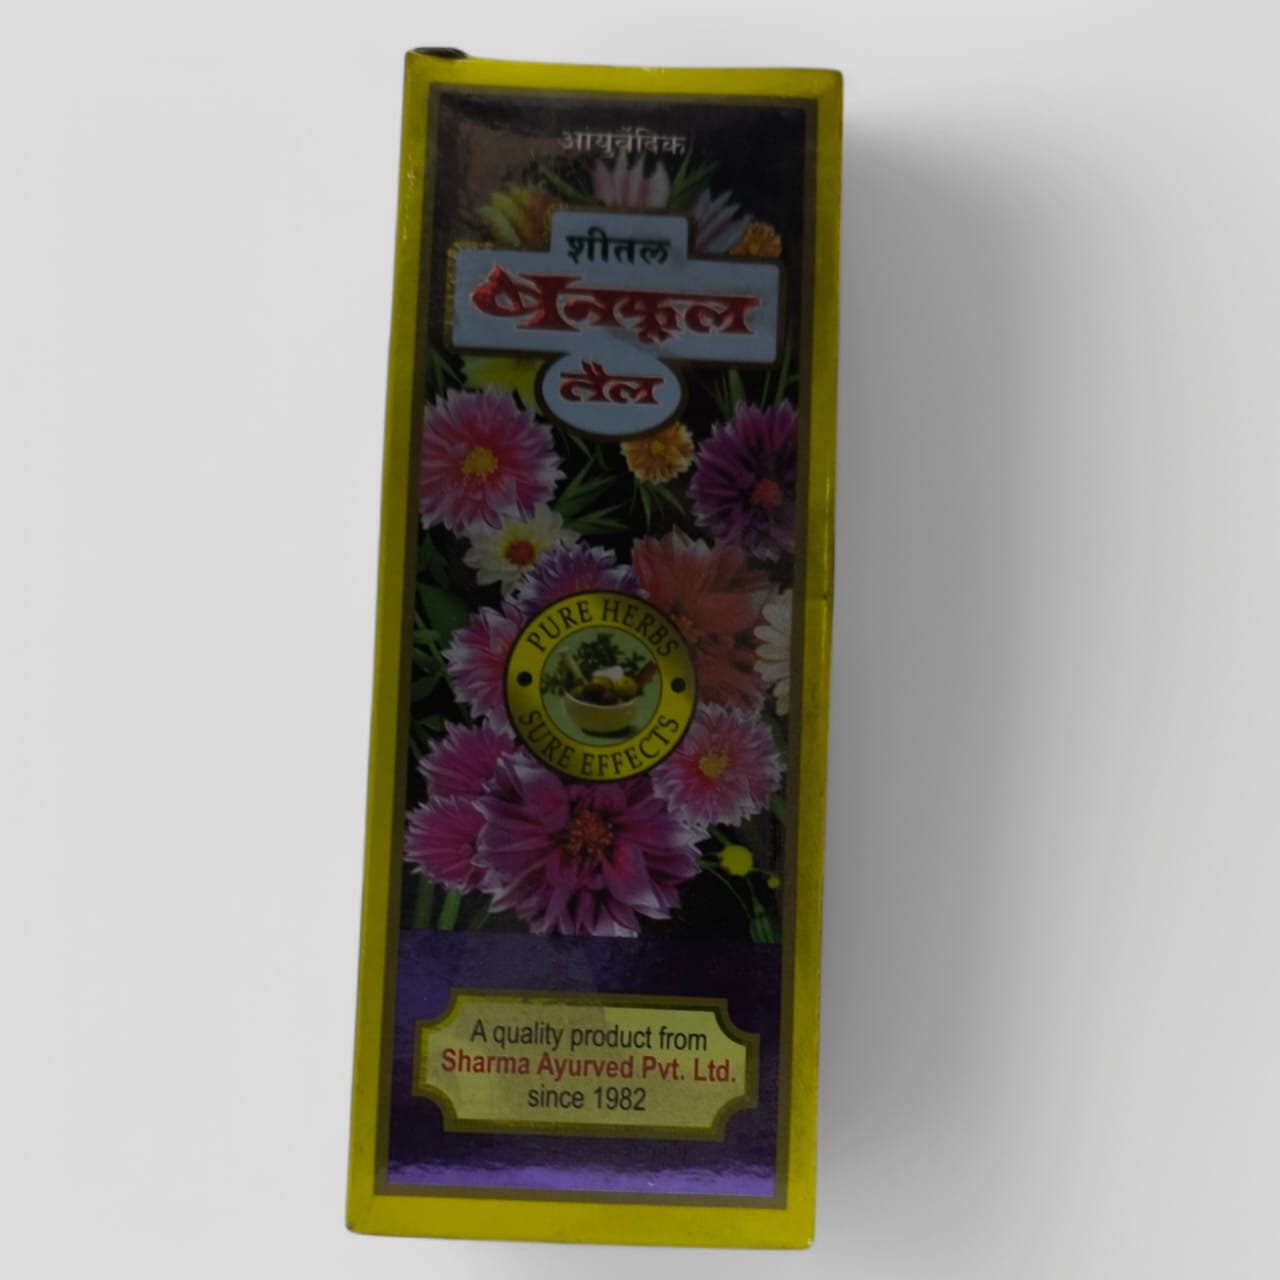 आयुर्वेदिक
शीतल
बनफूल
तैल
PURE HERBS
SURE EFFECTS
A quality product from
Sharma Ayurved Pvt. Ltd.
since 1982